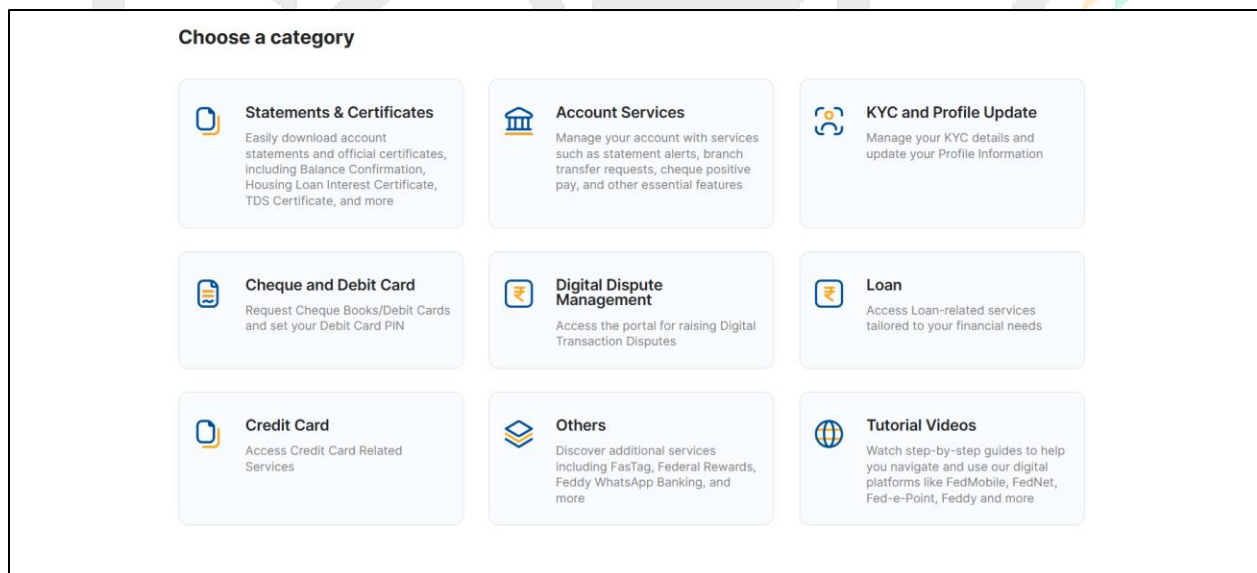 Choose a category
Statements & Certificates
Easily download account
statements and official certificates,
including Balance Confirmation,
Housing Loan Interest Certificate,
TDS Certificate, and more
Account Services
Manage your account with services
such as statement alerts, branch
transfer requests, cheque positive
pay, and other essential features
KYC and Profile Update
Manage your KYC details and
update your Profile Information
Cheque and Debit Card
Request Cheque Books/Debit Cards
and set your Debit Card PIN
Digital Dispute
Management
Access the portal for raising Digital
Transaction Disputes
Loan
Access Loan-related services
tailored to your financial needs
Credit Card
Access Credit Card Related
Services
Others
Discover additional services
including FasTag, Federal Rewards,
Feddy WhatsApp Banking, and
more
Tutorial Videos
Watch step-by-step guides to help
you navigate and use our digital
platforms like FedMobile, FedNet,
Fed-e-Point, Feddy and more